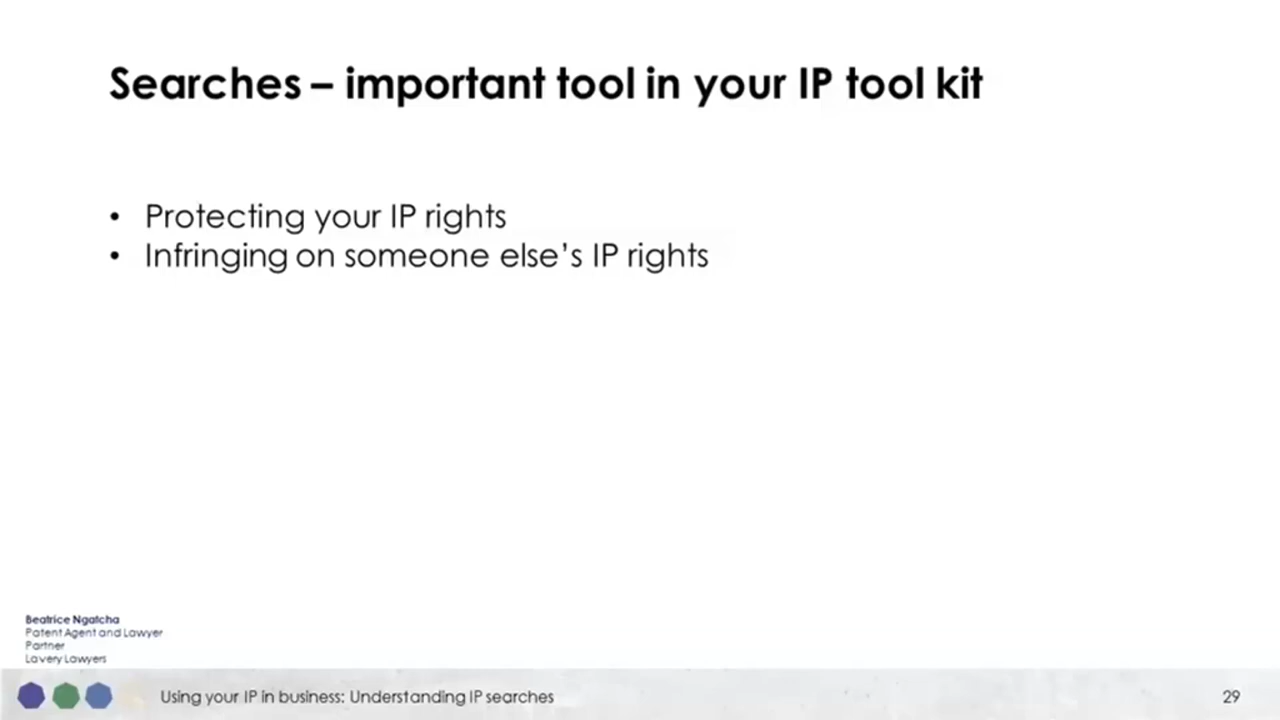 Searches – important tool in your IP tool kit
• Protecting your IP rights
• Infringing on someone else’s IP rights
Beatrice Ngatcha
Patent Agent and Lawyer
Partner
Lavery Lawyers
Using your IP in business: Understanding IP searches
29